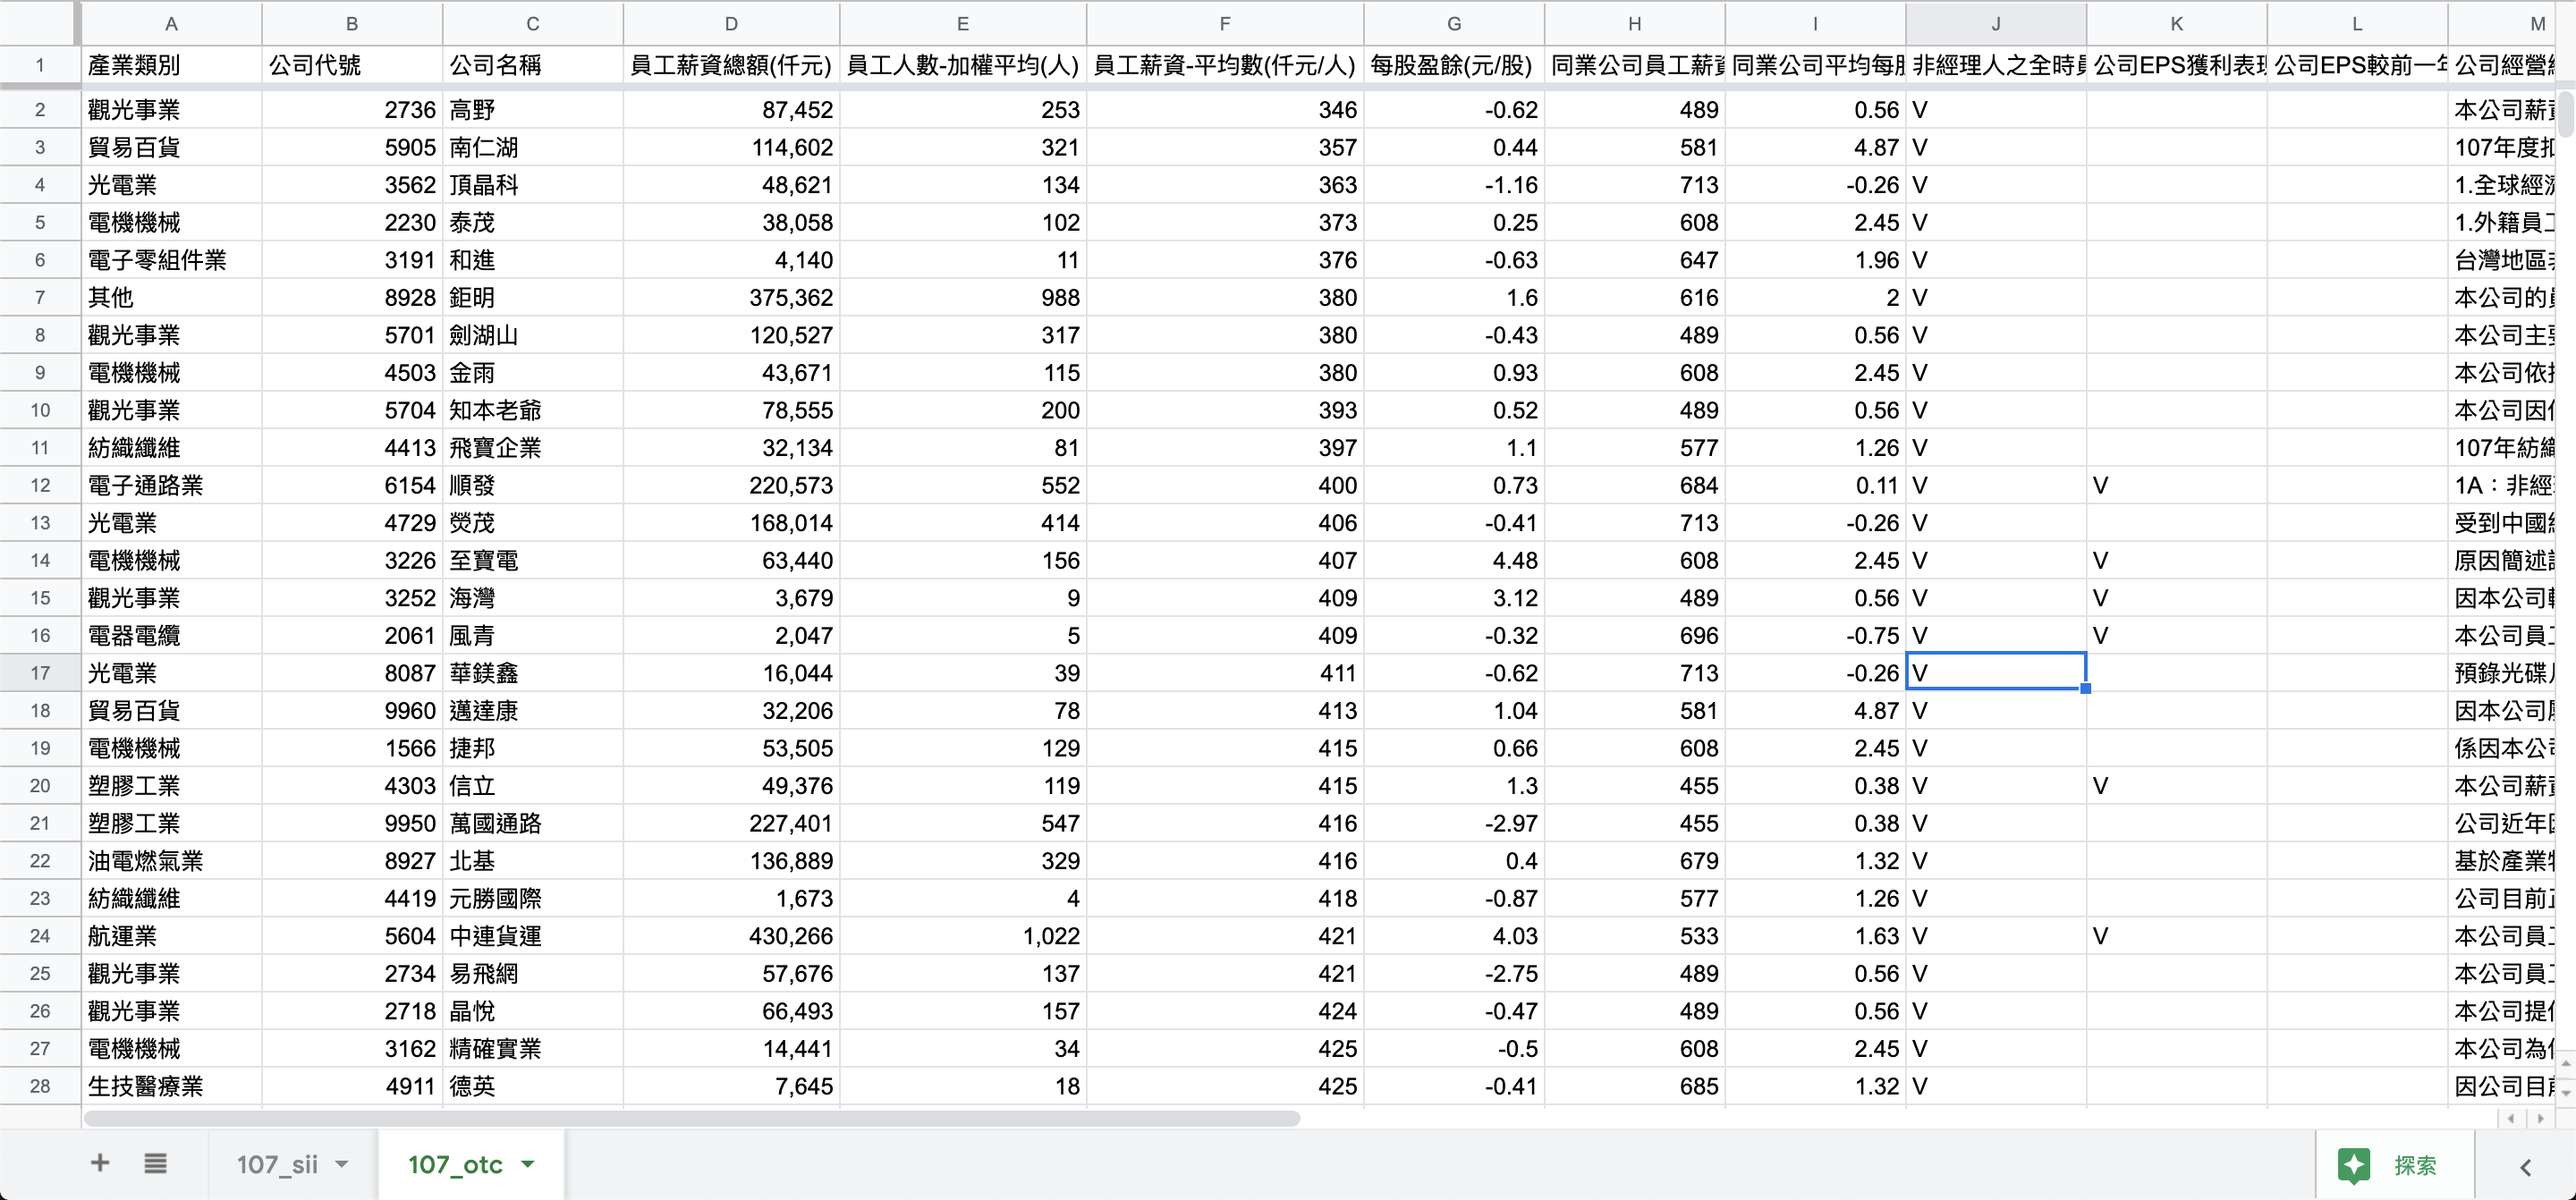 A B C D E F G H I J K L M
1 產業類別 公司代號 公司名稱 員工薪資總額(仟元) 員工人數-加權平均(人) 員工薪資-平均數(仟元/人) 每股盈餘(元/股) 同業公司員工薪資 同業公司平均每股 非經理人之全時員 公司EPS獲利表現 公司EPS較前一年 公司經營績
2 觀光事業 2736 高野 87,452 253 346 -0.62 489 0.56 V 本公司薪資
3 貿易百貨 5905 南仁湖 114,602 321 357 0.44 581 4.87 V 107年度扣
4 光電業 3562 頂晶科 48,621 134 363 -1.16 713 -0.26 V 1.全球經濟
5 電機機械 2230 泰茂 38,058 102 373 0.25 608 2.45 V 1.外籍員工
6 電子零組件業 3191 和進 4,140 11 376 -0.63 647 1.96 V 台灣地區非
7 其他 8928 鉅明 375,362 988 380 1.6 616 2 V 本公司的員
8 觀光事業 5701 劍湖山 120,527 317 380 -0.43 489 0.56 V 本公司主要
9 電機機械 4503 金雨 43,671 115 380 0.93 608 2.45 V 本公司依
10 觀光事業 5704 知本老爺 78,555 200 393 0.52 489 0.56 V 本公司因
11 紡織纖維 4413 飛寶企業 32,134 81 397 1.1 577 1.26 V 107年紡織
12 電子通路業 6154 順發 220,573 552 400 0.73 684 0.11 V V 1A：非經
13 光電業 4729 熒茂 168,014 414 406 -0.41 713 -0.26 V 受到中國
14 電機機械 3226 至寶電 63,440 156 407 4.48 608 2.45 V V 原因簡述
15 觀光事業 3252 海灣 3,679 9 409 3.12 489 0.56 V V 因本公司
16 電器電纜 2061 風青 2,047 5 409 -0.32 696 -0.75 V V 本公司員工
17 光電業 8087 華鎂鑫 16,044 39 411 -0.62 713 -0.26 V 預錄光碟
18 貿易百貨 9960 邁達康 32,206 78 413 1.04 581 4.87 V 因本公司
19 電機機械 1566 捷邦 53,505 129 415 0.66 608 2.45 V 係因本公司
20 塑膠工業 4303 信立 49,376 119 415 1.3 455 0.38 V V 本公司薪資
21 塑膠工業 9950 萬國通路 227,401 547 416 -2.97 455 0.38 V 公司近年因
22 油電燃氣業 8927 北基 136,889 329 416 0.4 679 1.32 V 基於產業特
23 紡織纖維 4419 元勝國際 1,673 4 418 -0.87 577 1.26 V 公司目前正
24 航運業 5604 中連貨運 430,266 1,022 421 4.03 533 1.63 V V 本公司員工
25 觀光事業 2734 易飛網 57,676 137 421 -2.75 489 0.56 V 本公司員工
26 觀光事業 2718 晶悅 66,493 157 424 -0.47 489 0.56 V 本公司提供
27 電機機械 3162 精確實業 14,441 34 425 -0.5 608 2.45 V 本公司為
28 生技醫療業 4911 德英 7,645 18 425 -0.41 685 1.32 V 因公司目前
107_sii 107_otc 探索